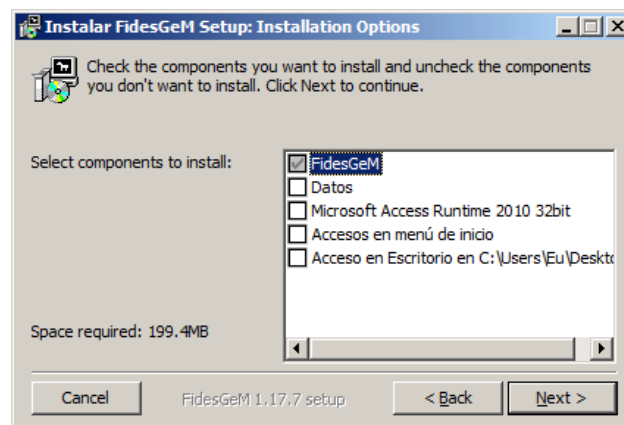 Instalar FidesGeM Setup: Installation Options
Check the components you want to install and uncheck the components
you don't want to install. Click Next to continue.
Select components to install:
FidesGeM
Datos
Microsoft Access Runtime 2010 32bit
Accesos en menú de inicio
Acceso en Escritorio en C:\Users\Eu\Deskto
Space required: 199.4MB
Cancel
FidesGeM 1.17.7 setup
< Back
Next >